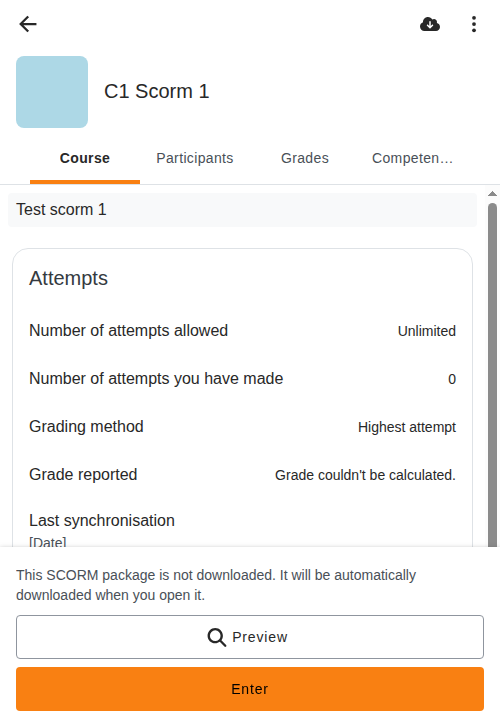 C1 Scorm 1
Course
Participants
Grades
Competen…
Test scorm 1
Attempts
Number of attempts allowed
Unlimited
Number of attempts you have made
0
Grading method
Highest attempt
Grade reported
Grade couldn't be calculated.
Last synchronisation
[Date]
This SCORM package is not downloaded. It will be automatically
downloaded when you open it.
Preview
Enter